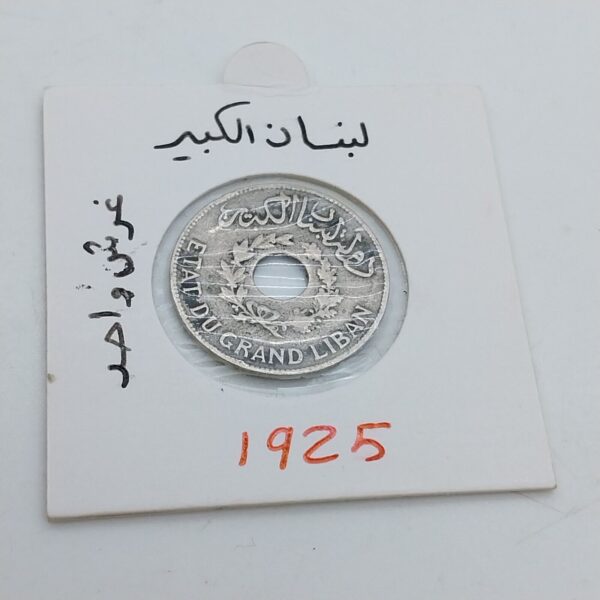 لبنان الكبير
غرش واحد
دولة لبنان الكبير
ETAT DU GRAND LIBAN
1925